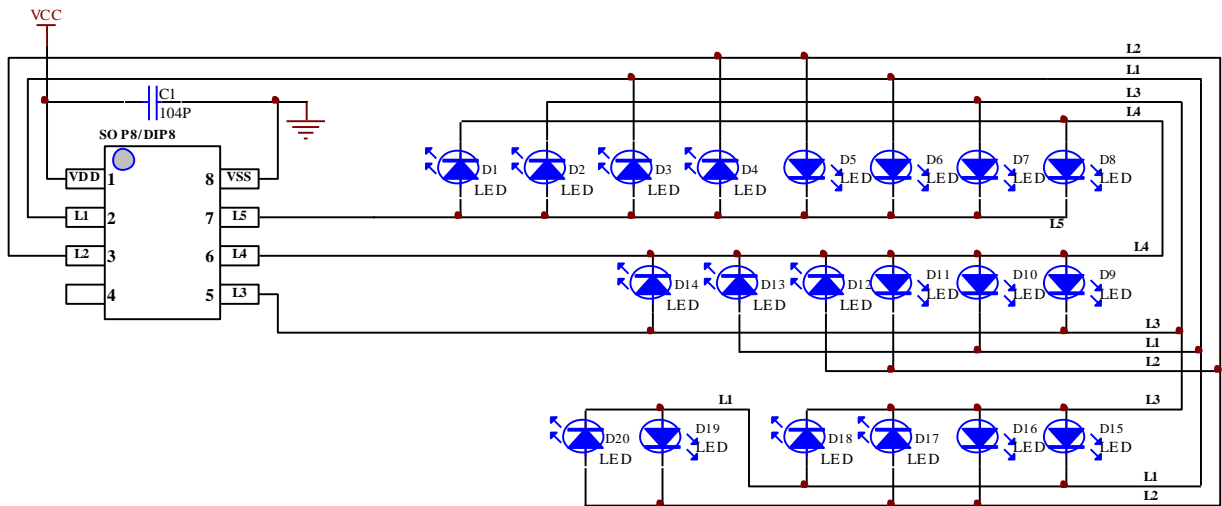 VCC
L2
L1
C1
L3
104P
L4
SO P8/DIP8
D1 D2 D3 D4 D5 D6 D7 D8
VDD 1 8 VSS
LED LED LED LED LED LED LED LED
L1 2 7 L5
L5
L2 3 6 L4
L4
D14 D13 D12 D11 D10 D9
4 5 L3
LED LED LED LED LED LED
L3
L1
L2
L1
L3
D20 D19 D18 D17 D16 D15
LED LED LED LED LED LED
L1
L2